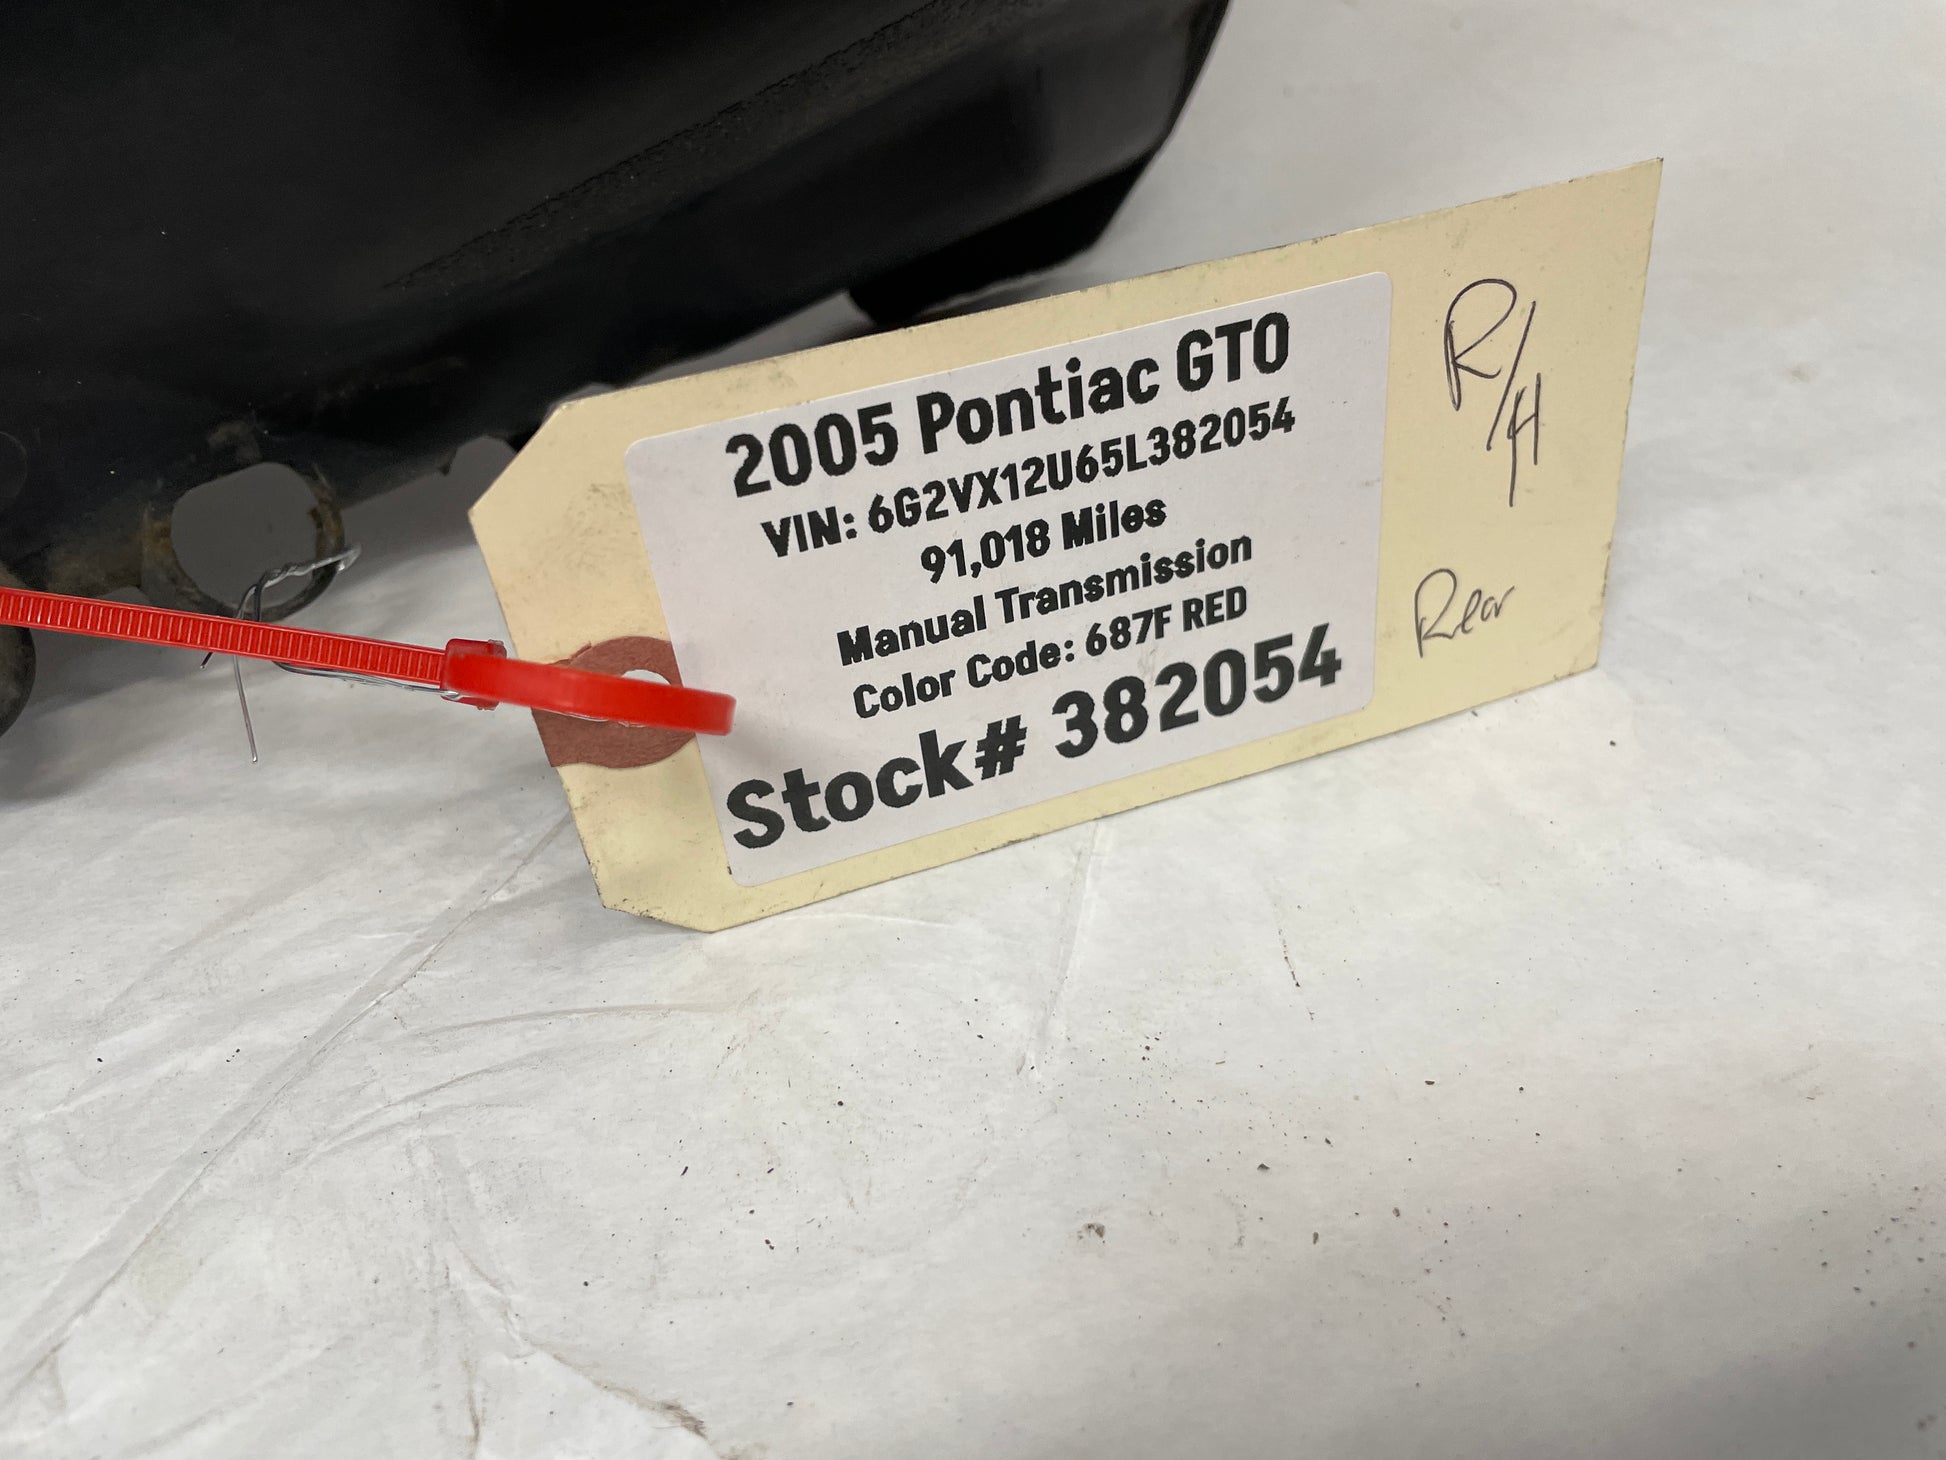 2005 Pontiac GTO
VIN: 6G2VX12U65L382054
91,018 Miles
Manual Transmission
Color Code: 687F RED
Stock# 382054
R/H
Rear